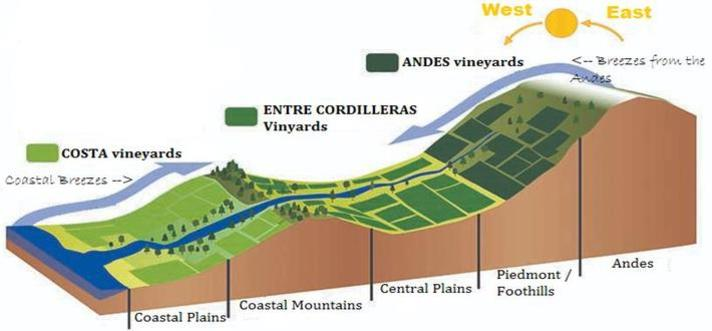 West East
ANDES vineyards
<-- Breezes from the
Andes
ENTRE CORDILLERAS
Vinyards
COSTA vineyards
Coastal Breezes -->
Coastal Plains
Coastal Mountains
Central Plains
Piedmont /
Foothills
Andes